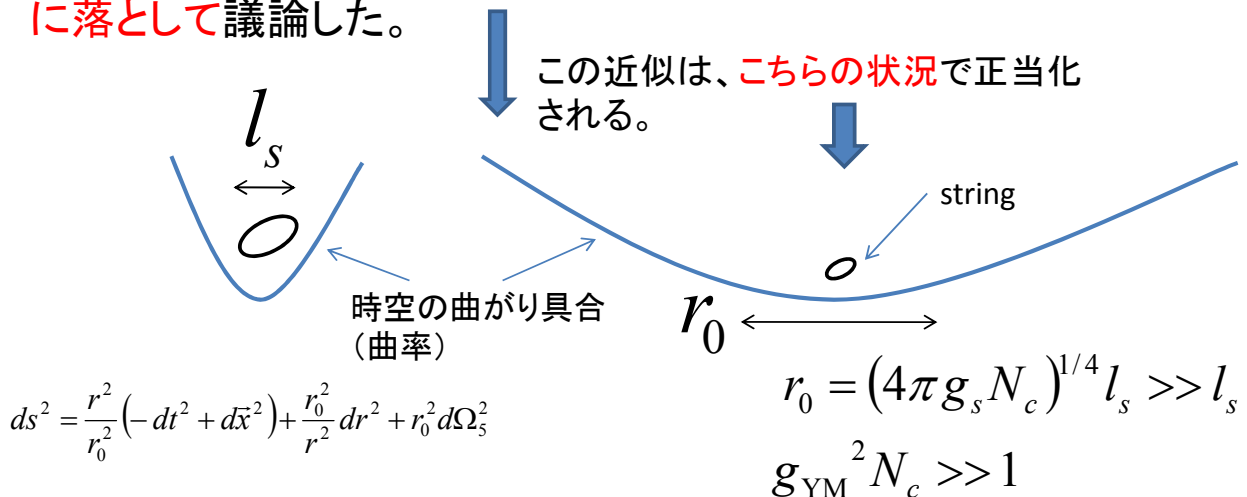 に落として議論した。
この近似は、こちらの状況で正当化
される。
l_s
string
時空の曲がり具合
(曲率)
r_0
r_0 = (4π g_s N_c)^{1/4} l_s >> l_s
ds^2 = \frac{r^2}{r_0^2}(-dt^2 + d\vec{x}^2) + \frac{r_0^2}{r^2} dr^2 + r_0^2 dΩ_5^2
g_{YM}^2 N_c >> 1